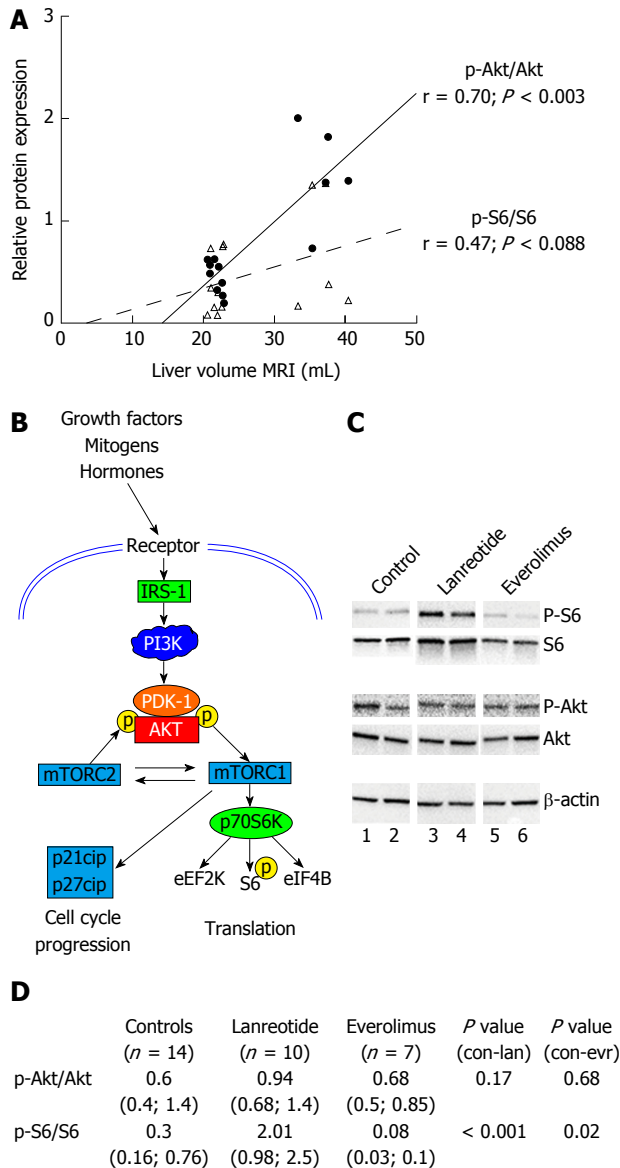 A
3
2
1
0
Relative protein expression
0 10 20 30 40 50
Liver volume MRI (mL)
p-Akt/Akt
r = 0.70; P < 0.003
p-S6/S6
r = 0.47; P < 0.088
B
Growth factors
Mitogens
Hormones
Receptor
IRS-1
PI3K
PDK-1
p p
AKT
mTORC2 mTORC1
p70S6K
p21cip
p27cip
Cell cycle
progression
eEF2K S6 p eIF4B
Translation
C
Control Lanreotide Everolimus
P-S6
S6
P-Akt
Akt
β-actin
1 2 3 4 5 6
D
Controls Lanreotide Everolimus P value P value
(n = 14) (n = 10) (n = 7) (con-lan) (con-evr)
p-Akt/Akt 0.6 0.94 0.68 0.17 0.68
(0.4; 1.4) (0.68; 1.4) (0.5; 0.85)
p-S6/S6 0.3 2.01 0.08 < 0.001 0.02
(0.16; 0.76) (0.98; 2.5) (0.03; 0.1)